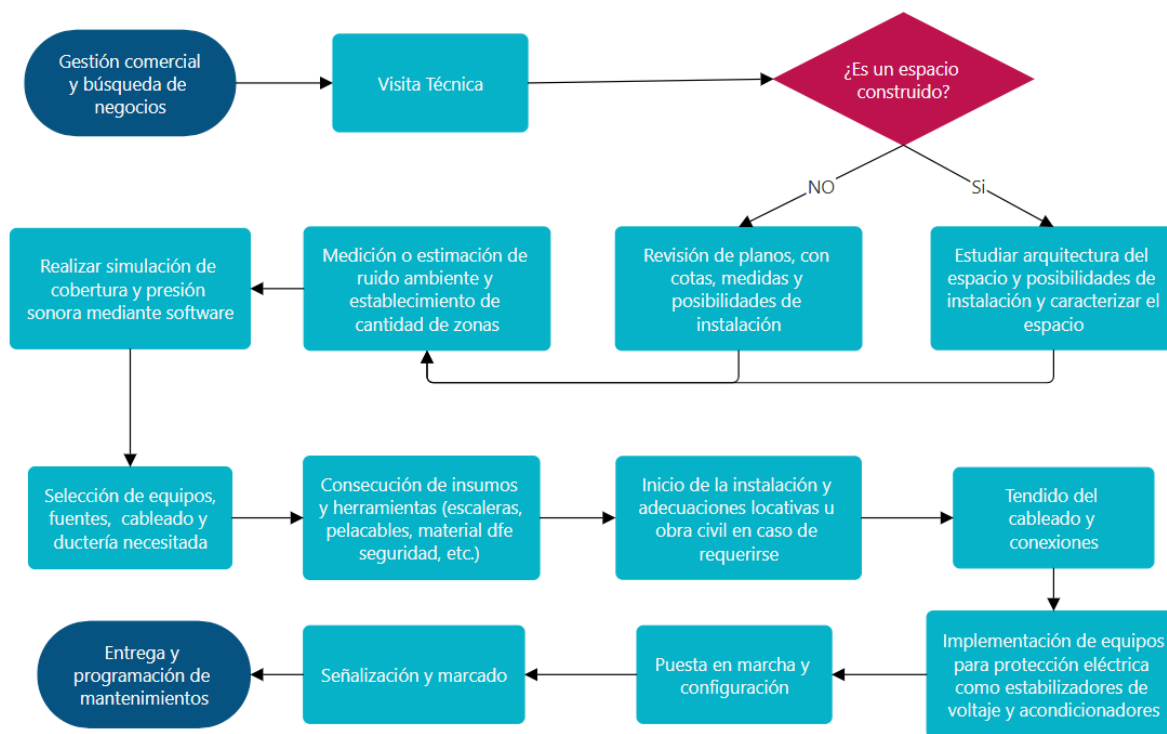 Gestión comercial
y búsqueda de
negocios
Visita Técnica
¿Es un espacio
construido?
NO
Si
Realizar simulación de
cobertura y presión
sonora mediante software
Medición o estimación de
ruido ambiente y
establecimiento de
cantidad de zonas
Revisión de planos, con
cotas, medidas y
posibilidades de
instalación
Estudiar arquitectura del
espacio y posibilidades de
instalación y caracterizar el
espacio
Selección de equipos,
fuentes, cableado y
ductería necesitada
Consecución de insumos
y herramientas (escaleras,
pelacables, material dfe
seguridad, etc.)
Inicio de la instalación y
adecuaciones locativas u
obra civil en caso de
requerirse
Tendido del
cableado y
conexiones
Entrega y
programación de
mantenimientos
Señalización y marcado
Puesta en marcha y
configuración
Implementación de equipos
para protección eléctrica
como estabilizadores de
voltaje y acondicionadores